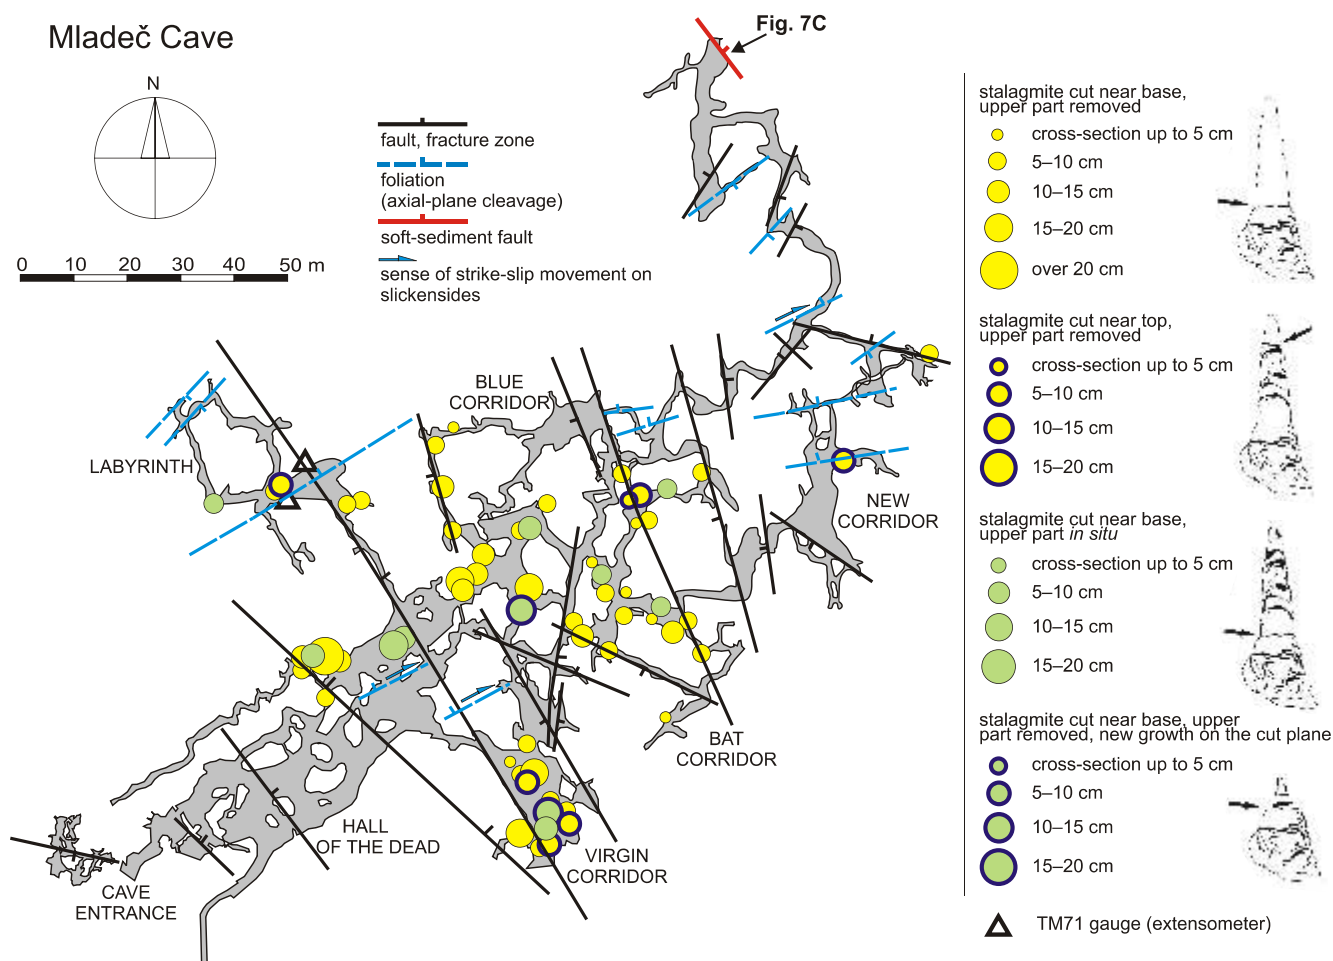 Mladeč Cave
N
0 10 20 30 40 50 m
fault, fracture zone
foliation
(axial-plane cleavage)
soft-sediment fault
sense of strike-slip movement on
slickensides
Fig. 7C
BLUE
CORRIDOR
LABYRINTH
NEW
CORRIDOR
BAT
CORRIDOR
HALL
OF THE DEAD
VIRGIN
CORRIDOR
CAVE
ENTRANCE
stalagmite cut near base,
upper part removed
cross-section up to 5 cm
5–10 cm
10–15 cm
15–20 cm
over 20 cm
stalagmite cut near top,
upper part removed
cross-section up to 5 cm
5–10 cm
10–15 cm
15–20 cm
stalagmite cut near base,
upper part in situ
cross-section up to 5 cm
5–10 cm
10–15 cm
15–20 cm
stalagmite cut near base, upper
part removed, new growth on the cut plane
cross-section up to 5 cm
5–10 cm
10–15 cm
15–20 cm
TM71 gauge (extensometer)